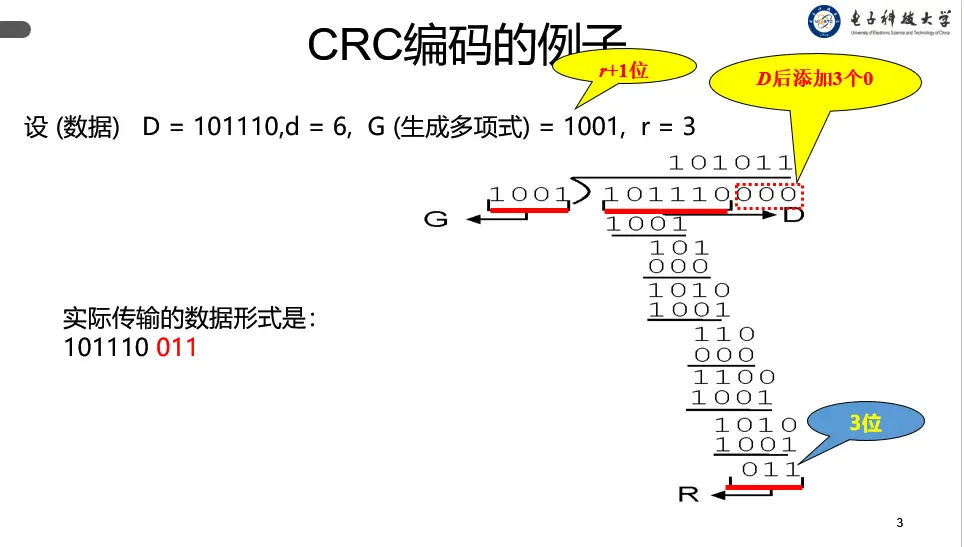 电子科技大学
University of Electronic Science and Technology of China
CRC编码的例子
r+1位
D后添加3个0
设 (数据) D = 101110,d = 6, G (生成多项式) = 1001, r = 3
101011
1001
101110000
G
D
1001
101
000
1010
1001
110
000
1100
1001
1010
1001
011
R
3位
实际传输的数据形式是：
101110 011
3